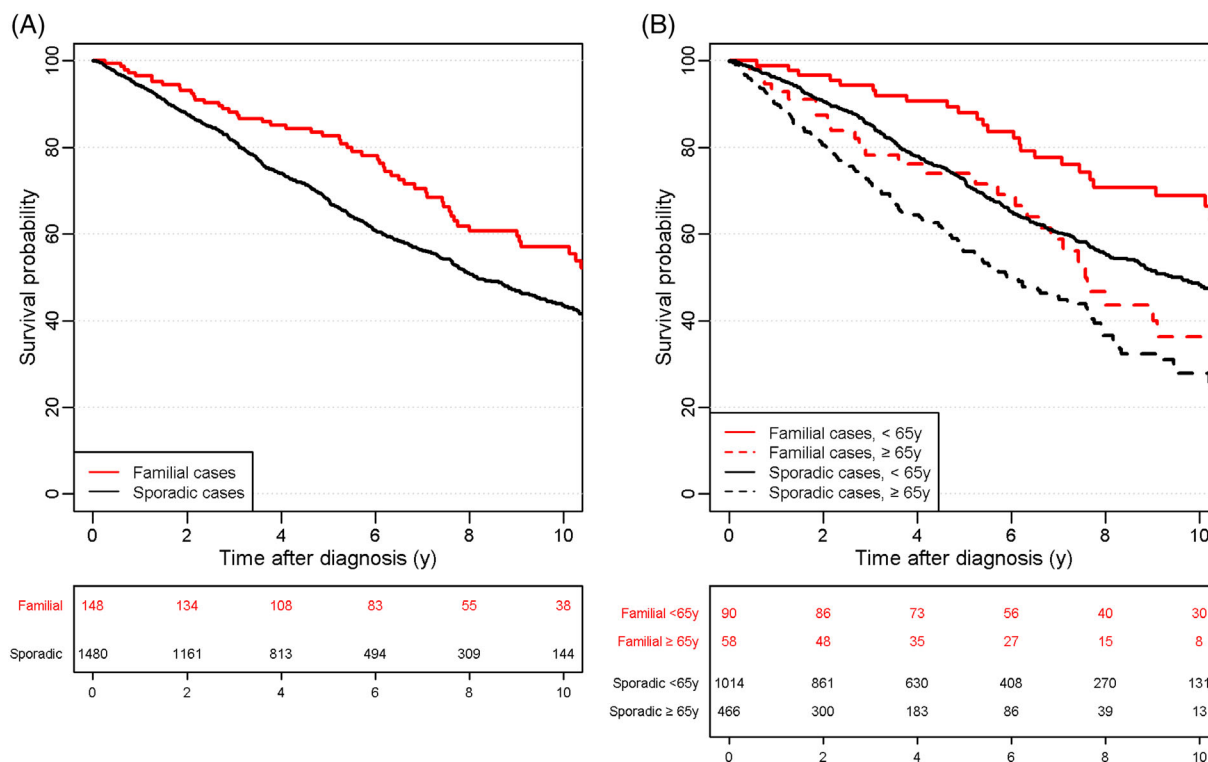 (A)
100
80
60
40
20
0
Survival probability
Familial cases
Sporadic cases
0 2 4 6 8 10
Time after diagnosis (y)
Familial 148 134 108 83 55 38
Sporadic 1480 1161 813 494 309 144
0 2 4 6 8 10
(B)
100
80
60
40
20
0
Survival probability
Familial cases, < 65y
Familial cases, ≥ 65y
Sporadic cases, < 65y
Sporadic cases, ≥ 65y
0 2 4 6 8 10
Time after diagnosis (y)
Familial <65y 90 86 73 56 40 30
Familial ≥ 65y 58 48 35 27 15 8
Sporadic <65y 1014 861 630 408 270 131
Sporadic ≥ 65y 466 300 183 86 39 13
0 2 4 6 8 10